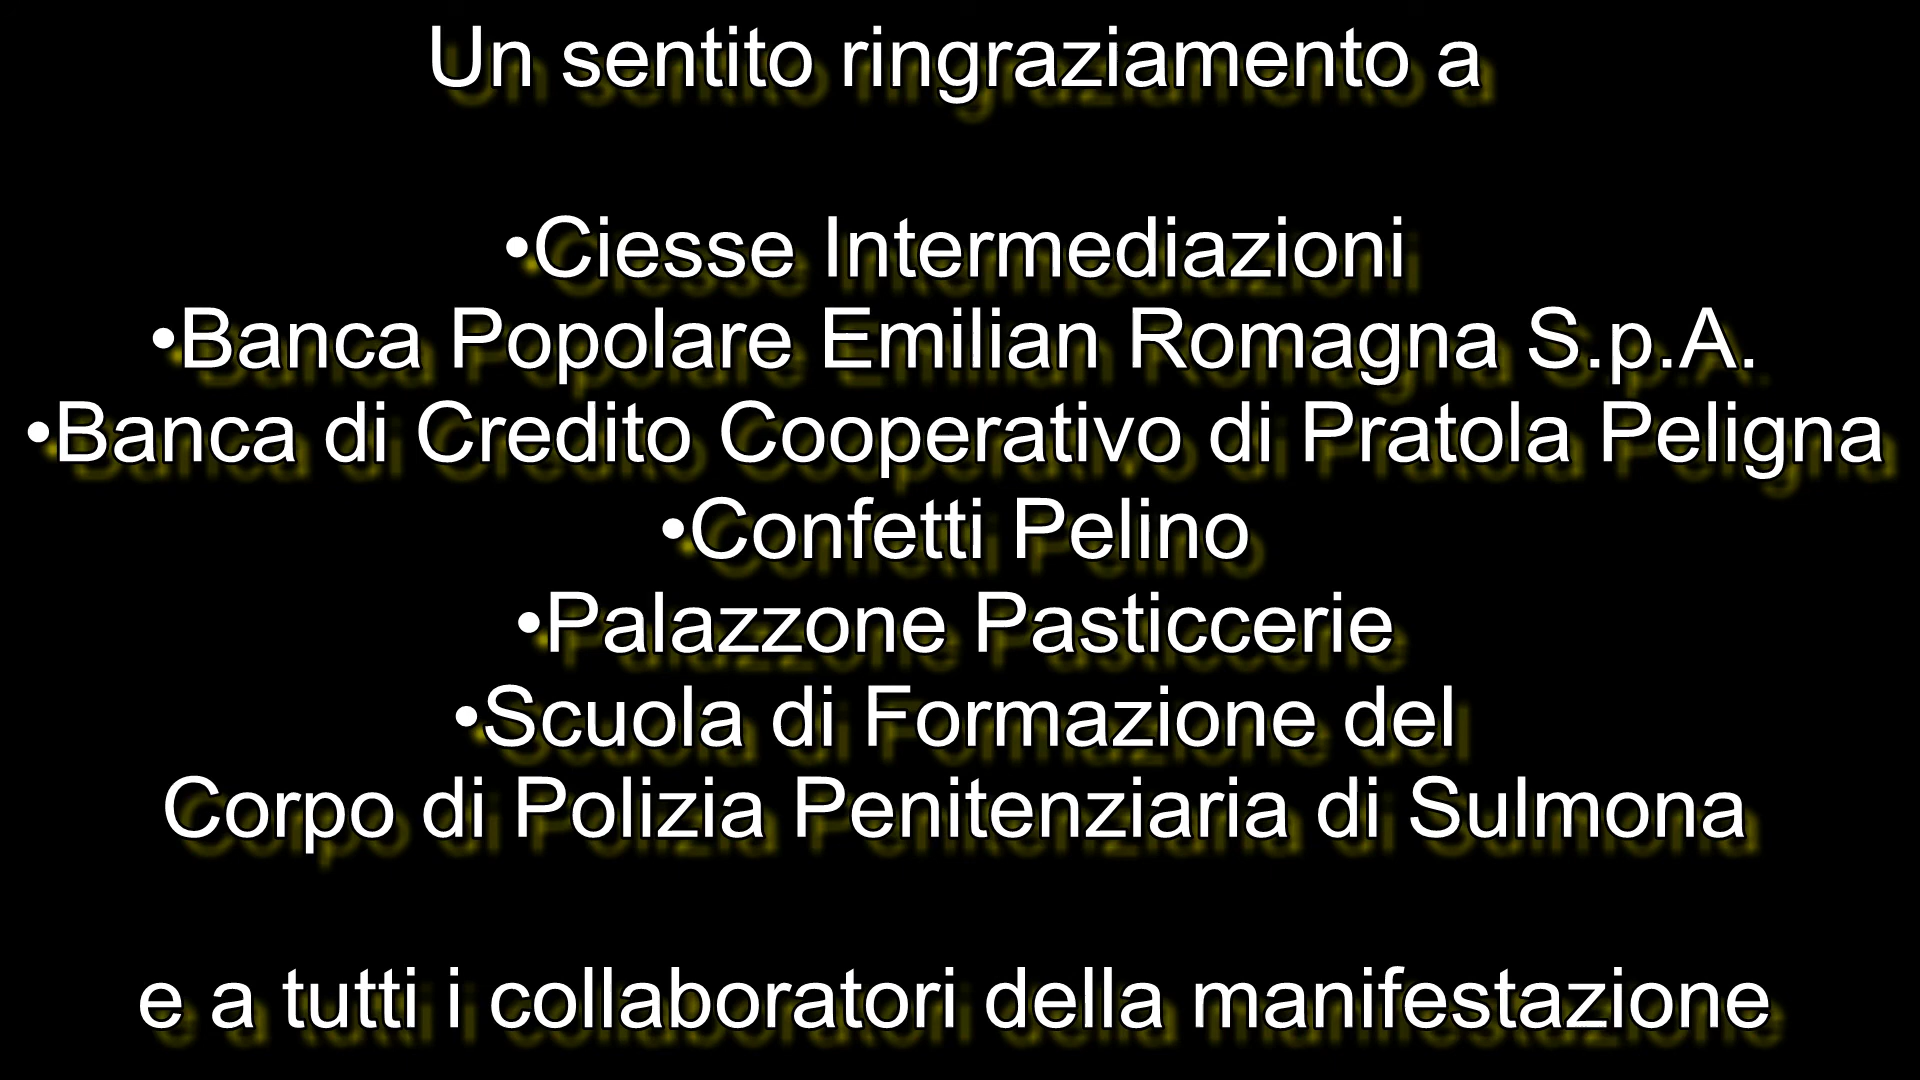 Un sentito ringraziamento a
•Ciesse Intermediazioni
•Banca Popolare Emilian Romagna S.p.A.
•Banca di Credito Cooperativo di Pratola Peligna
•Confetti Pelino
•Palazzone Pasticcerie
•Scuola di Formazione del
Corpo di Polizia Penitenziaria di Sulmona
e a tutti i collaboratori della manifestazione